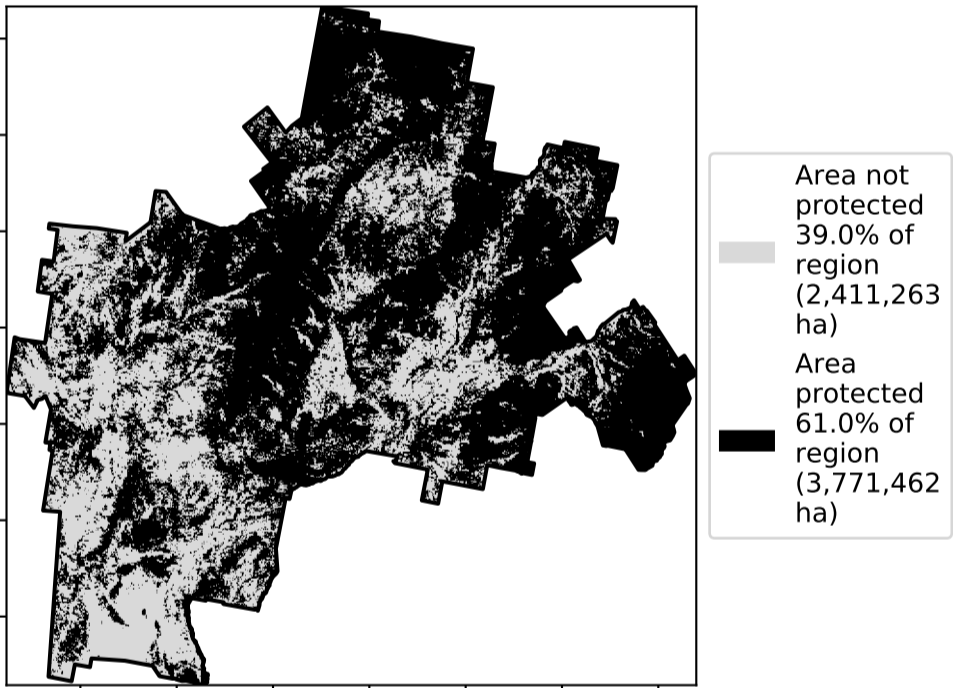 Area not
protected
39.0% of
region
(2,411,263
ha)
Area
protected
61.0% of
region
(3,771,462
ha)